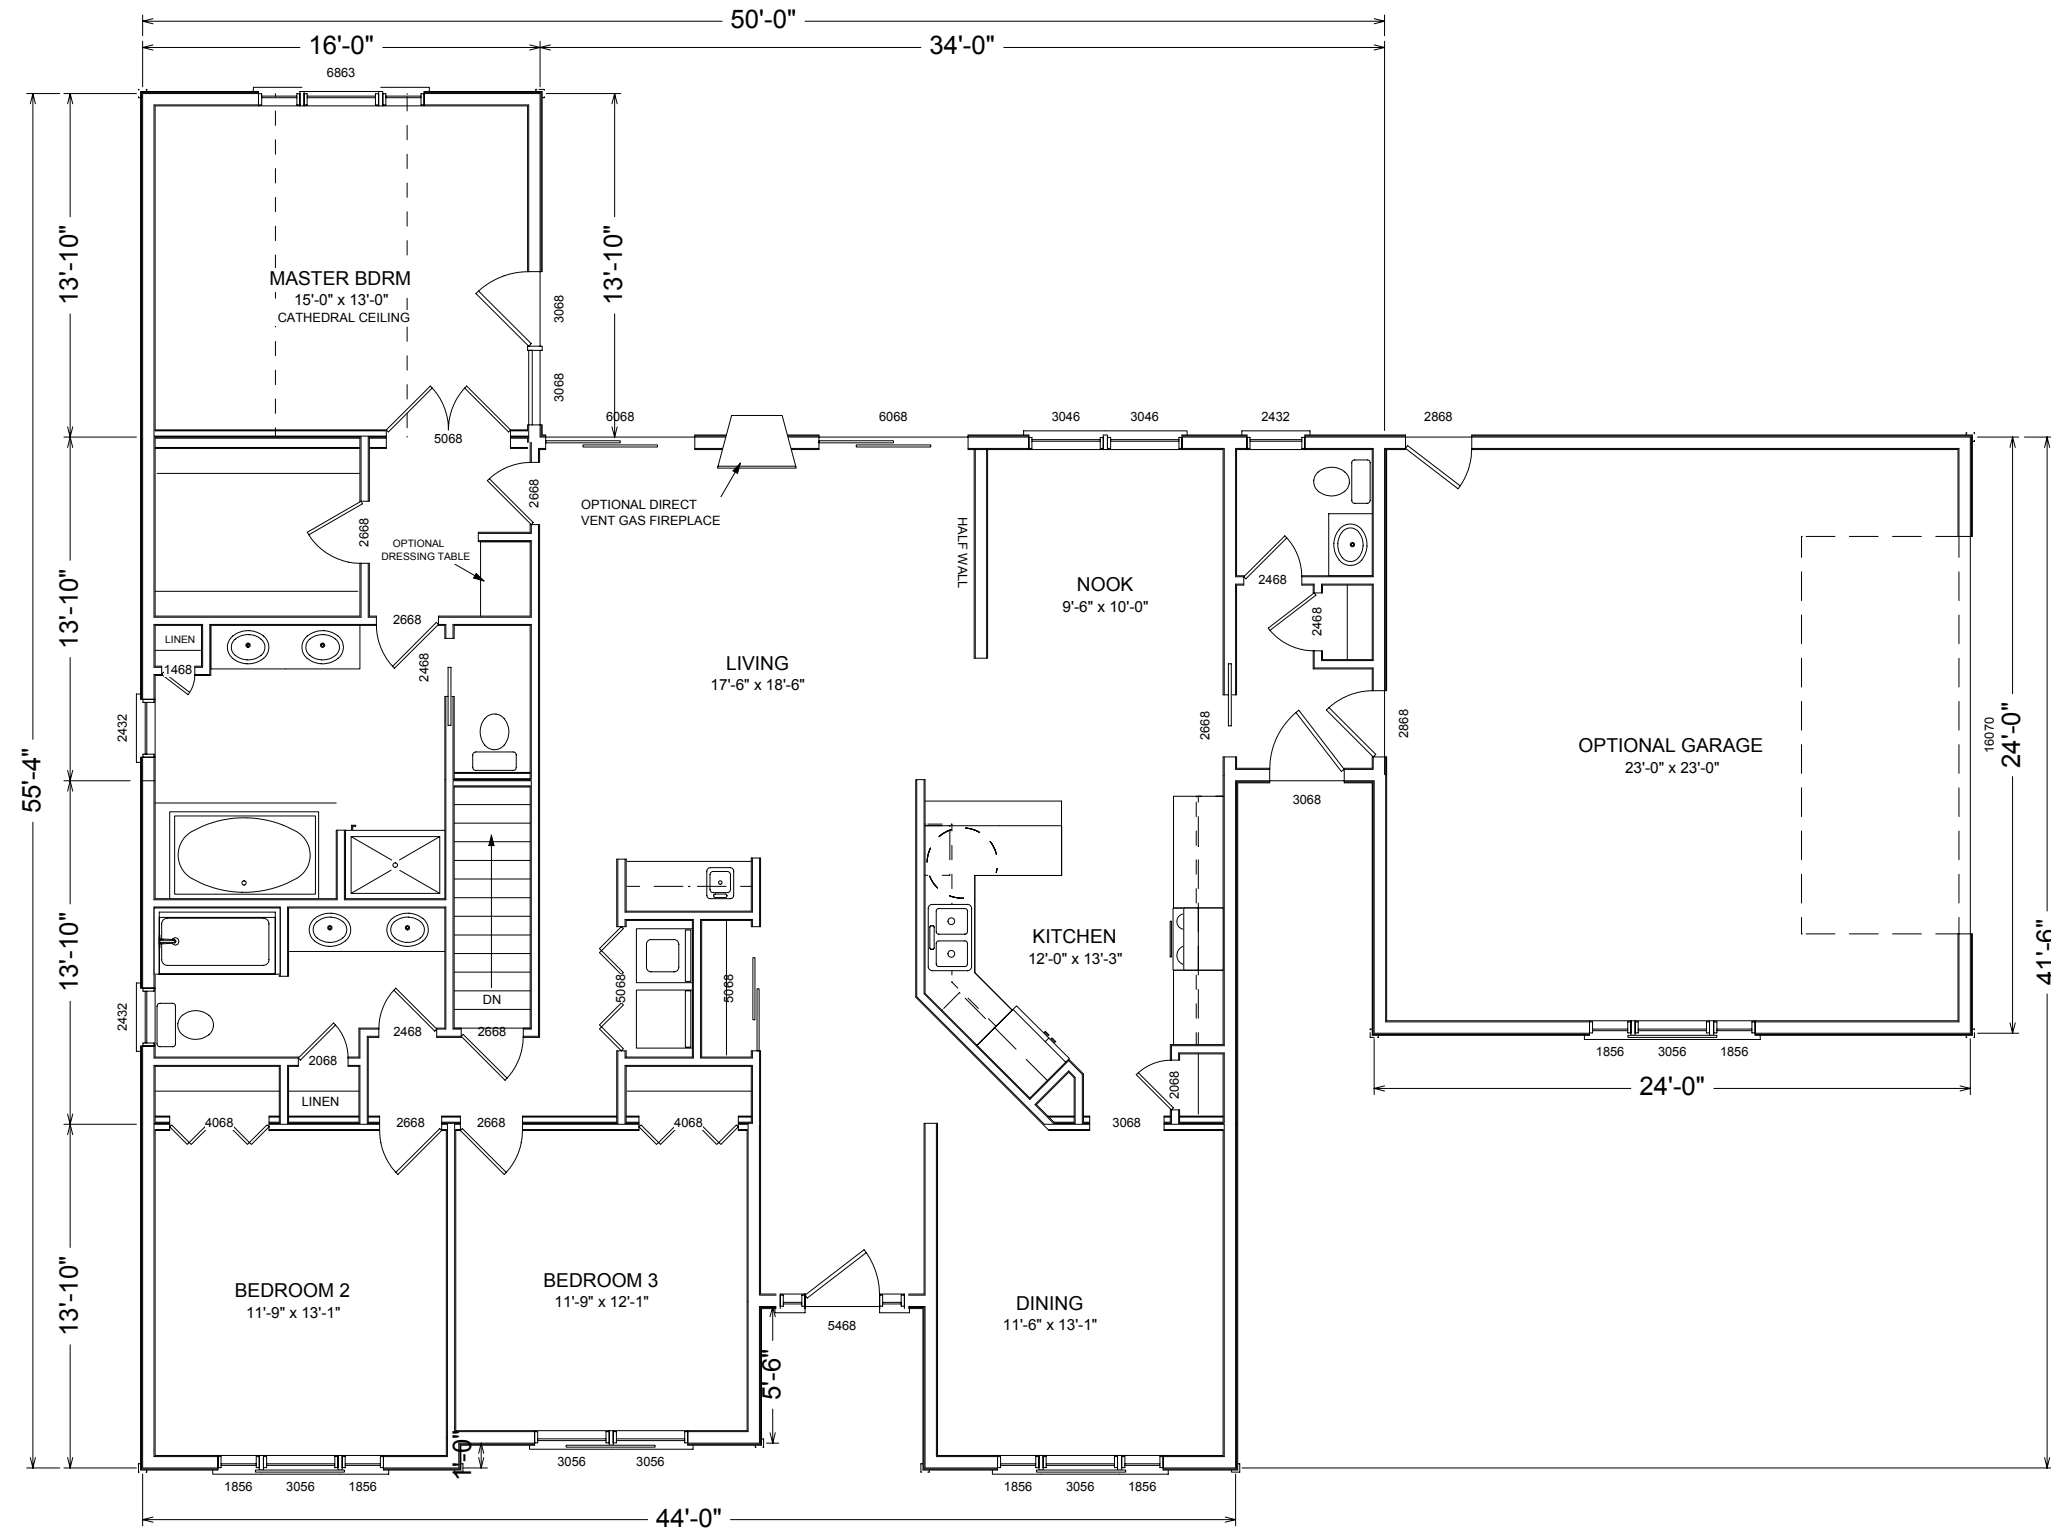 50'-0"
16'-0"
34'-0"
6863
13'-10"
13'-10"
MASTER BDRM
15'-0" x 13'-0"
CATHEDRAL CEILING
3068
3068
5068
6068
6068
3046
3046
2432
2868
OPTIONAL DIRECT
VENT GAS FIREPLACE
2668
2668
OPTIONAL
DRESSING TABLE
HALF WALL
NOOK
9'-6" x 10'-0"
2468
2468
13'-10"
2668
LINEN
1468
2468
LIVING
17'-6" x 18'-6"
2432
2668
2868
OPTIONAL GARAGE
23'-0" x 23'-0"
16070
24'-0"
55'-4"
3068
KITCHEN
12'-0" x 13'-3"
41'-6"
13'-10"
5068
5068
DN
2432
2468
2668
2068
LINEN
2068
1856
3056
1856
24'-0"
4068
2668
2668
4068
3068
13'-10"
BEDROOM 2
11'-9" x 13'-1"
BEDROOM 3
11'-9" x 12'-1"
DINING
11'-6" x 13'-1"
5468
5'-6"
1'-0"
3056
3056
1856
3056
1856
1856
3056
1856
44'-0"